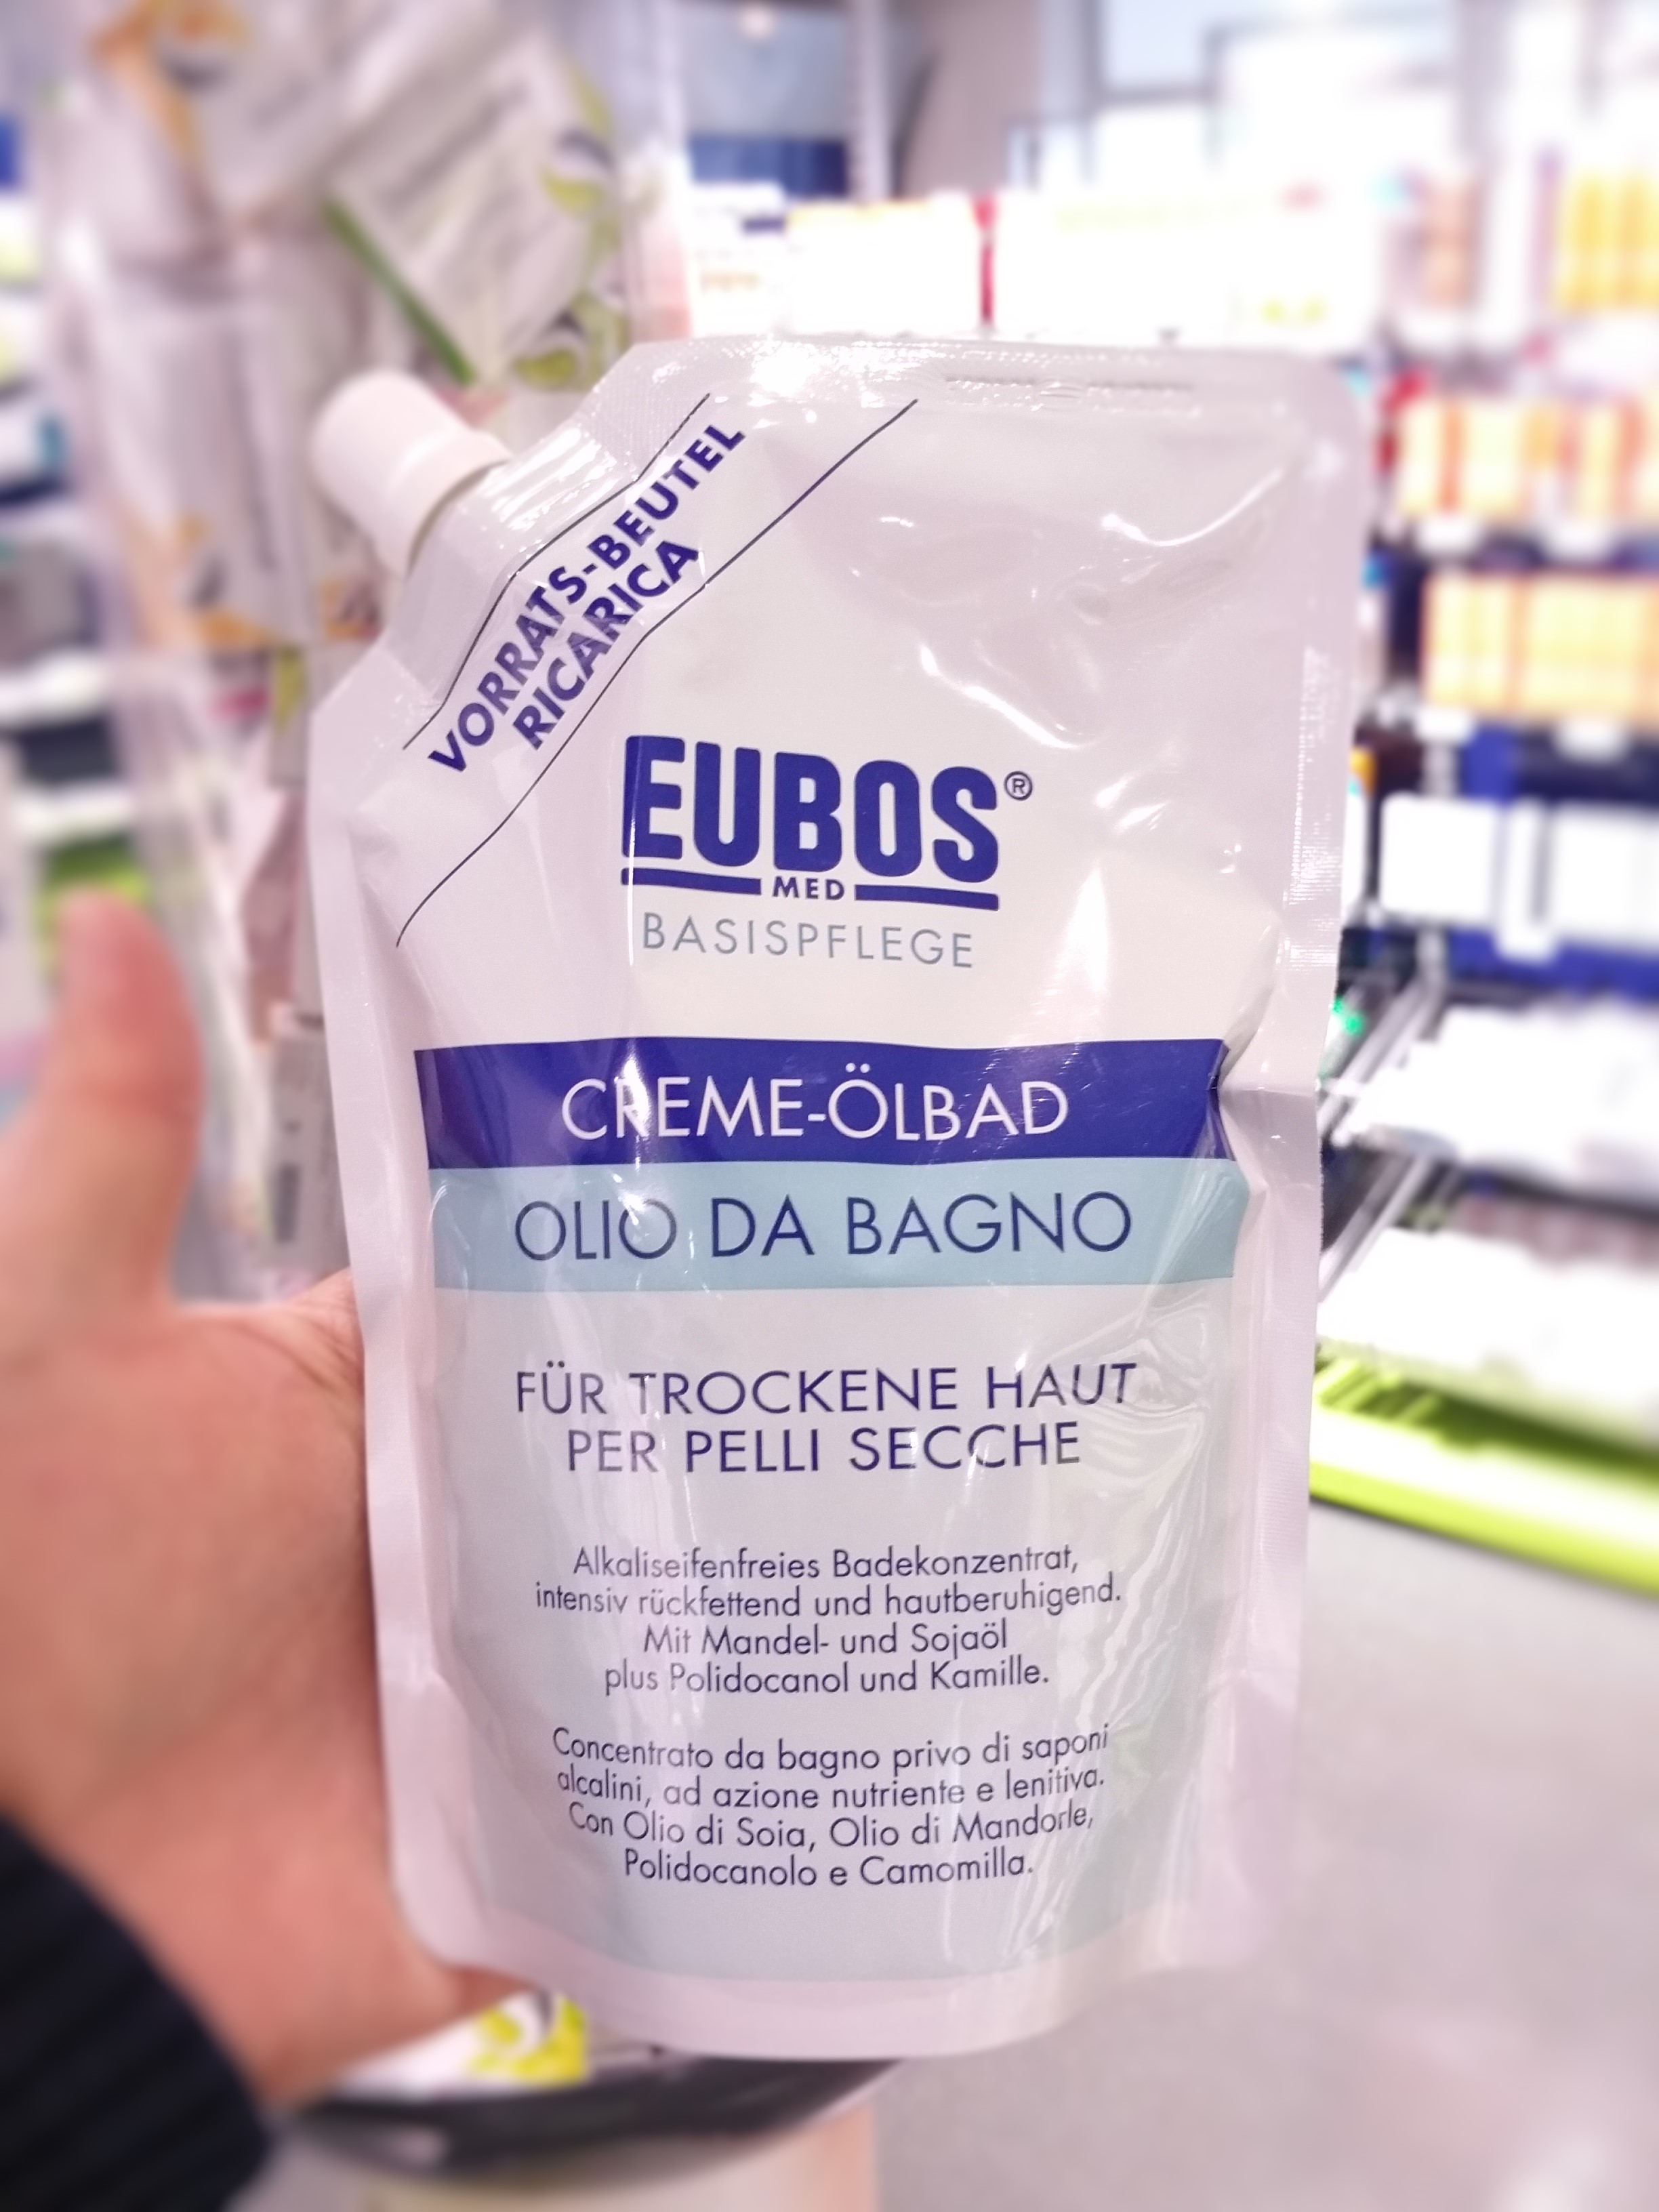 VORRATS-BEUTEL
RICARICA
EUBOS®
MED
BASISPFLEGE
CREME-ÖLBAD
OLIO DA BAGNO
FÜR TROCKENE HAUT
PER PELLI SECCHE
Alkaliseifenfreies Badekonzentrat,
intensiv rückfettend und hautberuhigend.
Mit Mandel- und Sojaöl
plus Polidocanol und Kamille.
Concentrato da bagno privo di saponi
alcalini, ad azione nutriente e lenitiva.
Con Olio di Soia, Olio di Mandorle,
Polidocanolo e Camomilla.